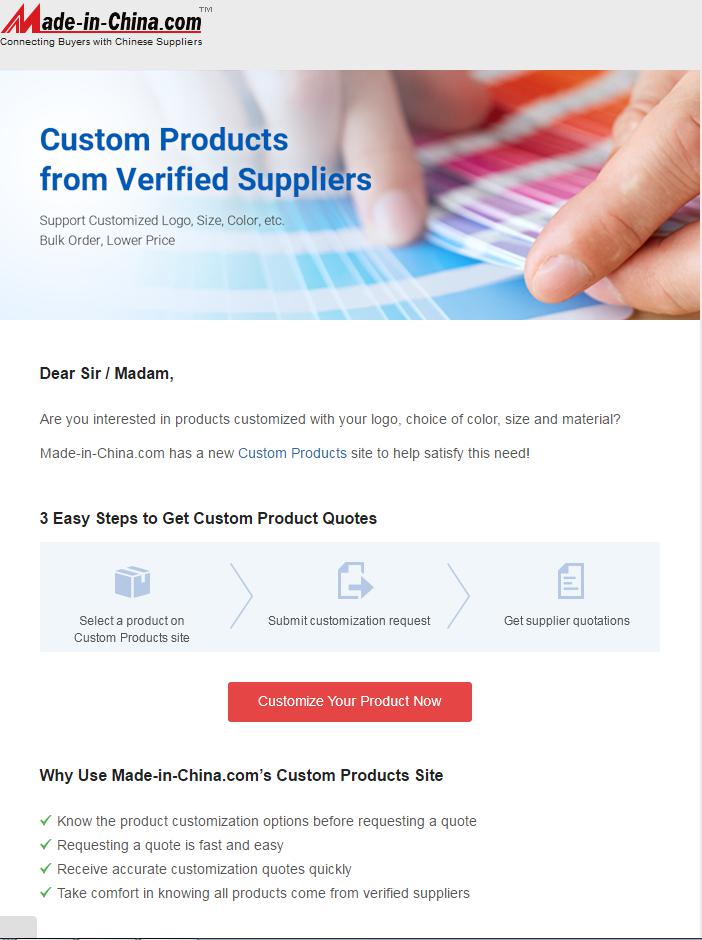 Made-in-China.com™
Connecting Buyers with Chinese Suppliers
Custom Products
from Verified Suppliers
Support Customized Logo, Size, Color, etc.
Bulk Order, Lower Price
Dear Sir / Madam,
Are you interested in products customized with your logo, choice of color, size and material?
Made-in-China.com has a new Custom Products site to help satisfy this need!
3 Easy Steps to Get Custom Product Quotes
Select a product on
Custom Products site
Submit customization request
Get supplier quotations
Customize Your Product Now
Why Use Made-in-China.com’s Custom Products Site
Know the product customization options before requesting a quote
Requesting a quote is fast and easy
Receive accurate customization quotes quickly
Take comfort in knowing all products come from verified suppliers